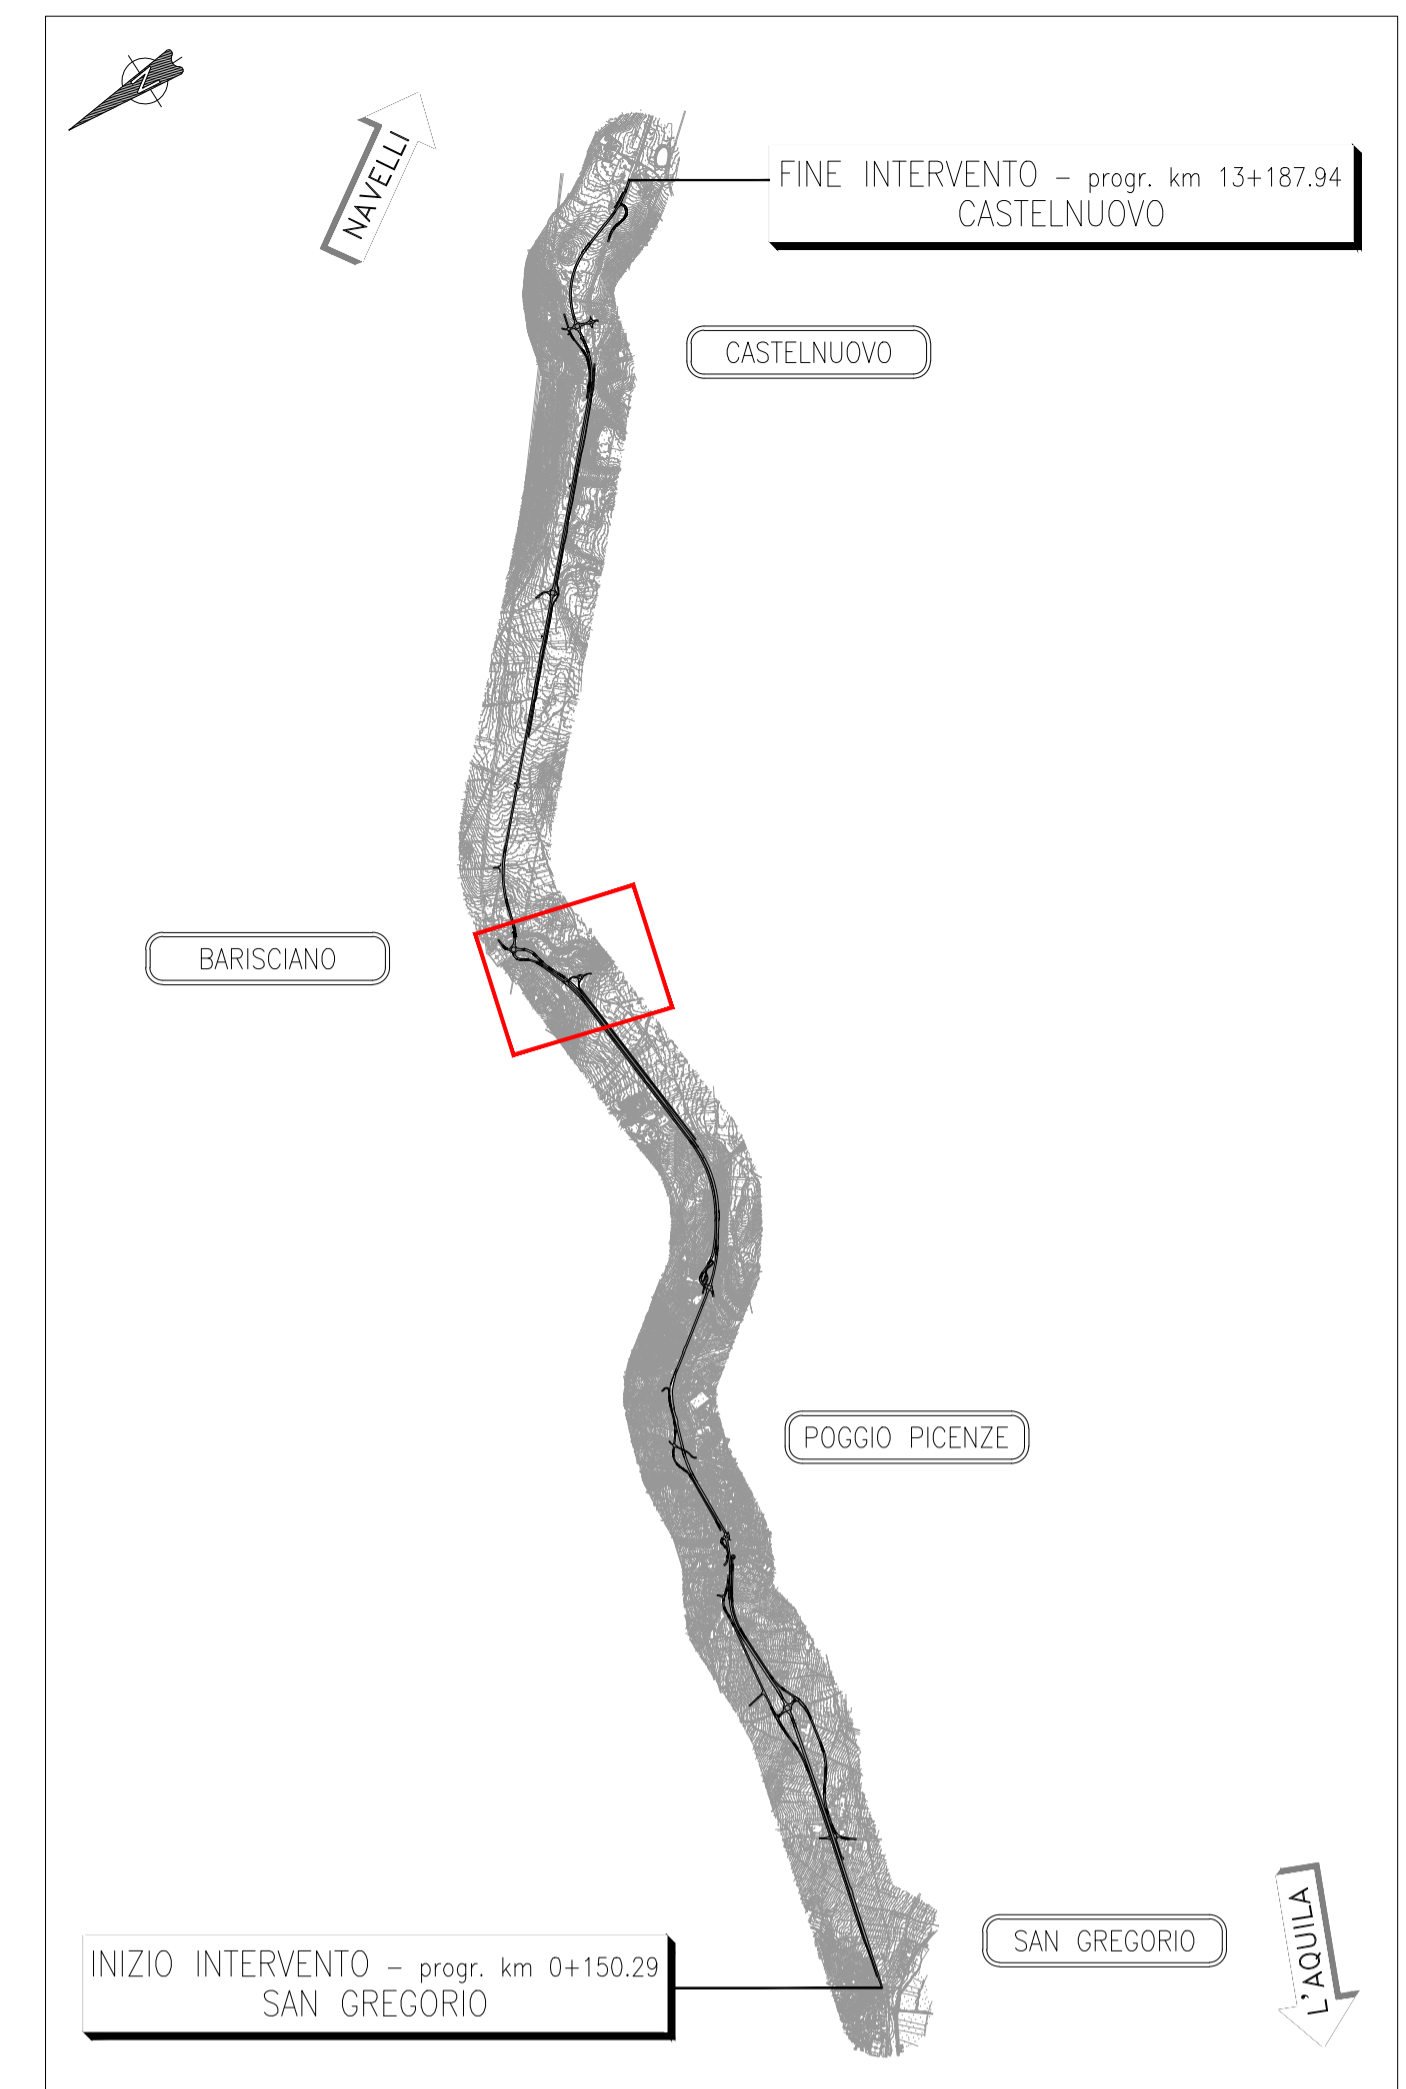 Z
NAVELLI
FINE INTERVENTO – progr. km 13+187.94
CASTELNUOVO
CASTELNUOVO
BARISCIANO
POGGIO PICENZE
SAN GREGORIO
L'AQUILA
INIZIO INTERVENTO – progr. km 0+150.29
SAN GREGORIO